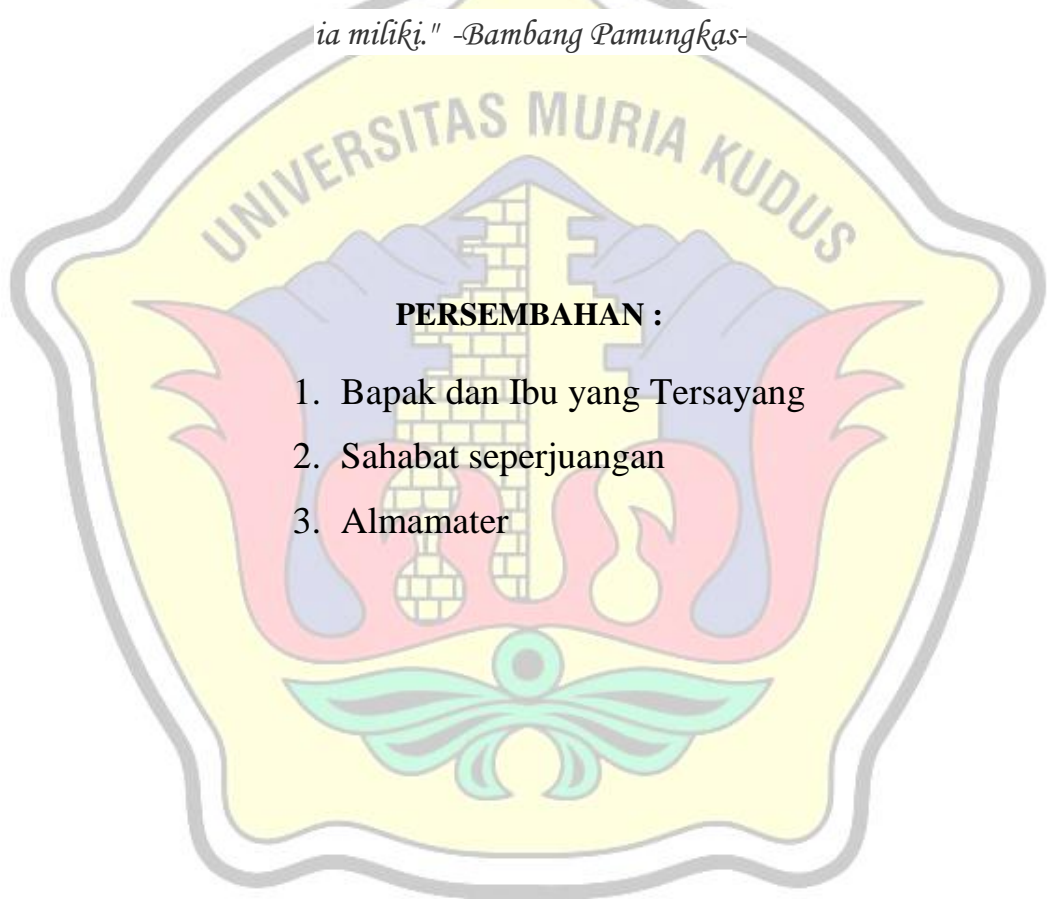 ia miliki." -Bambang Pamungkas-
UNIVERSITAS MURIA KUDUS
PERSEMBAHAN :
1. Bapak dan Ibu yang Tersayang
2. Sahabat seperjuangan
3. Almamater